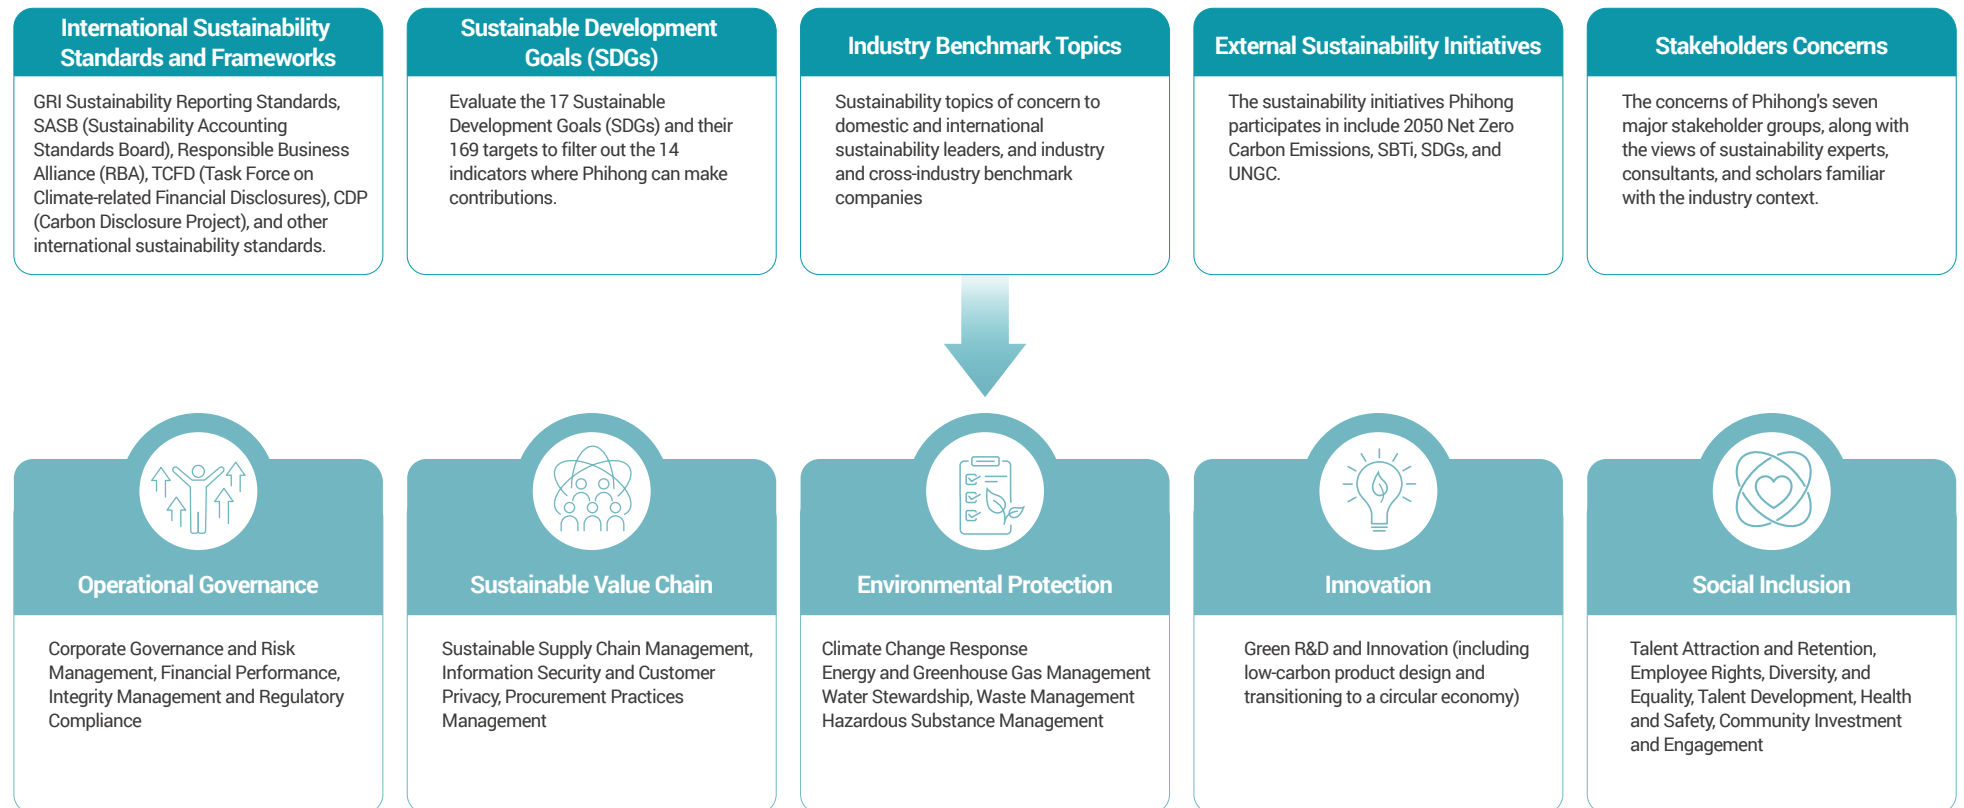 International Sustainability
Standards and Frameworks
GRI Sustainability Reporting Standards,
SASB (Sustainability Accounting
Standards Board), Responsible Business
Alliance (RBA), TCFD (Task Force on
Climate-related Financial Disclosures), CDP
(Carbon Disclosure Project), and other
international sustainability standards.
Sustainable Development
Goals (SDGs)
Evaluate the 17 Sustainable
Development Goals (SDGs) and their
169 targets to filter out the 14
indicators where Phihong can make
contributions.
Industry Benchmark Topics
Sustainability topics of concern to
domestic and international
sustainability leaders, and industry
and cross-industry benchmark
companies
External Sustainability Initiatives
The sustainability initiatives Phihong
participates in include 2050 Net Zero
Carbon Emissions, SBTi, SDGs, and
UNGC.
Stakeholders Concerns
The concerns of Phihong's seven
major stakeholder groups, along with
the views of sustainability experts,
consultants, and scholars familiar
with the industry context.
Operational Governance
Corporate Governance and Risk
Management, Financial Performance,
Integrity Management and Regulatory
Compliance
Sustainable Value Chain
Sustainable Supply Chain Management,
Information Security and Customer
Privacy, Procurement Practices
Management
Environmental Protection
Climate Change Response
Energy and Greenhouse Gas Management
Water Stewardship, Waste Management
Hazardous Substance Management
Innovation
Green R&D and Innovation (including
low-carbon product design and
transitioning to a circular economy)
Social Inclusion
Talent Attraction and Retention,
Employee Rights, Diversity, and
Equality, Talent Development, Health
and Safety, Community Investment
and Engagement